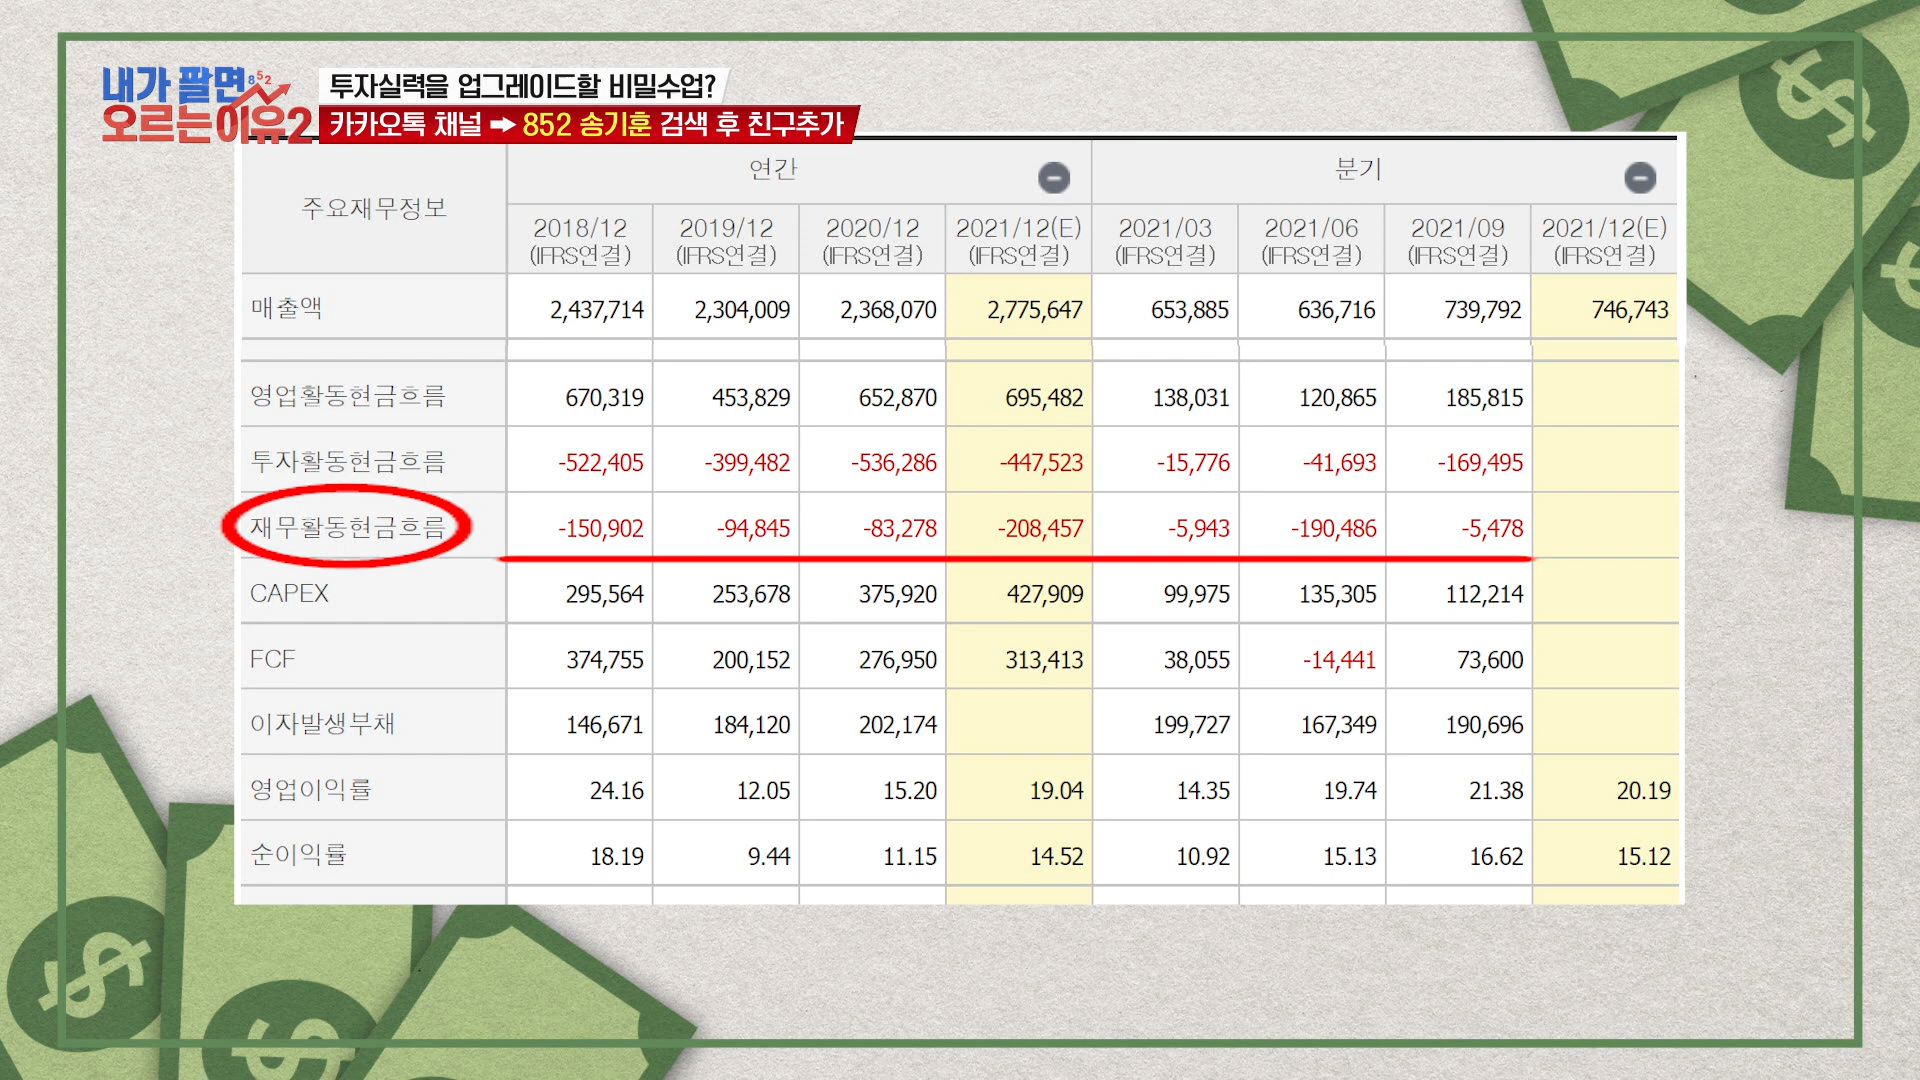 내가 팔면 852
오르는 이유2
투자실력을 업그레이드할 비밀수업?
카카오톡 채널 ➡ 852 송기훈 검색 후 친구추가
주요재무정보 연간 분기
2018/12 2019/12 2020/12 2021/12(E) 2021/03 2021/06 2021/09 2021/12(E)
(IFRS연결) (IFRS연결) (IFRS연결) (IFRS연결) (IFRS연결) (IFRS연결) (IFRS연결) (IFRS연결)
매출액 2,437,714 2,304,009 2,368,070 2,775,647 653,885 636,716 739,792 746,743
영업활동현금흐름 670,319 453,829 652,870 695,482 138,031 120,865 185,815
투자활동현금흐름 -522,405 -399,482 -536,286 -447,523 -15,776 -41,693 -169,495
재무활동현금흐름 -150,902 -94,845 -83,278 -208,457 -5,943 -190,486 -5,478
CAPEX 295,564 253,678 375,920 427,909 99,975 135,305 112,214
FCF 374,755 200,152 276,950 313,413 38,055 -14,441 73,600
이자발생부채 146,671 184,120 202,174 199,727 167,349 190,696
영업이익률 24.16 12.05 15.20 19.04 14.35 19.74 21.38 20.19
순이익률 18.19 9.44 11.15 14.52 10.92 15.13 16.62 15.12